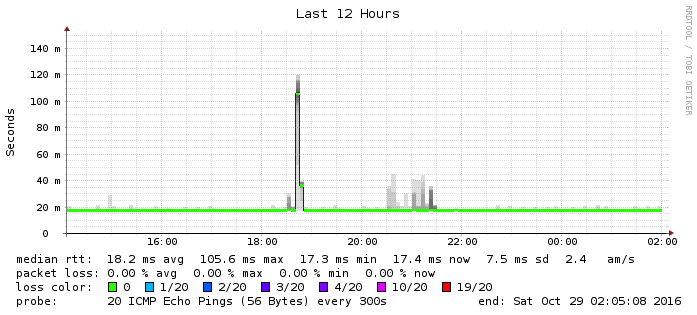 Last 12 Hours
RRDTOOL / TOBI OETIKER
Seconds
140 m
120 m
100 m
80 m
60 m
40 m
20 m
0
16:00 18:00 20:00 22:00 00:00 02:00
median rtt: 18.2 ms avg 105.6 ms max 17.3 ms min 17.4 ms now 7.5 ms sd 2.4 am/s
packet loss: 0.00 % avg 0.00 % max 0.00 % min 0.00 % now
loss color: 0 1/20 2/20 3/20 4/20 10/20 19/20
probe: 20 ICMP Echo Pings (56 Bytes) every 300s end: Sat Oct 29 02:05:08 2016